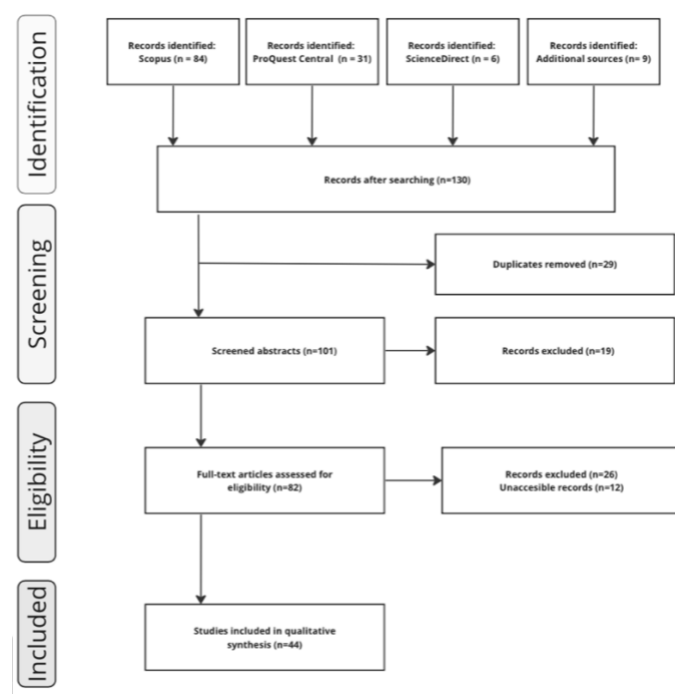 Identification
Records identified:
Scopus (n = 84)
Records identified:
ProQuest Central (n = 31)
Records identified:
ScienceDirect (n = 6)
Records identified:
Additional sources (n= 9)
Records after searching (n=130)
Screening
Duplicates removed (n=29)
Screened abstracts (n=101)
Records excluded (n=19)
Eligibility
Full-text articles assessed for
eligibility (n=82)
Records excluded (n=26)
Unaccesible records (n=12)
Included
Studies included in qualitative
synthesis (n=44)